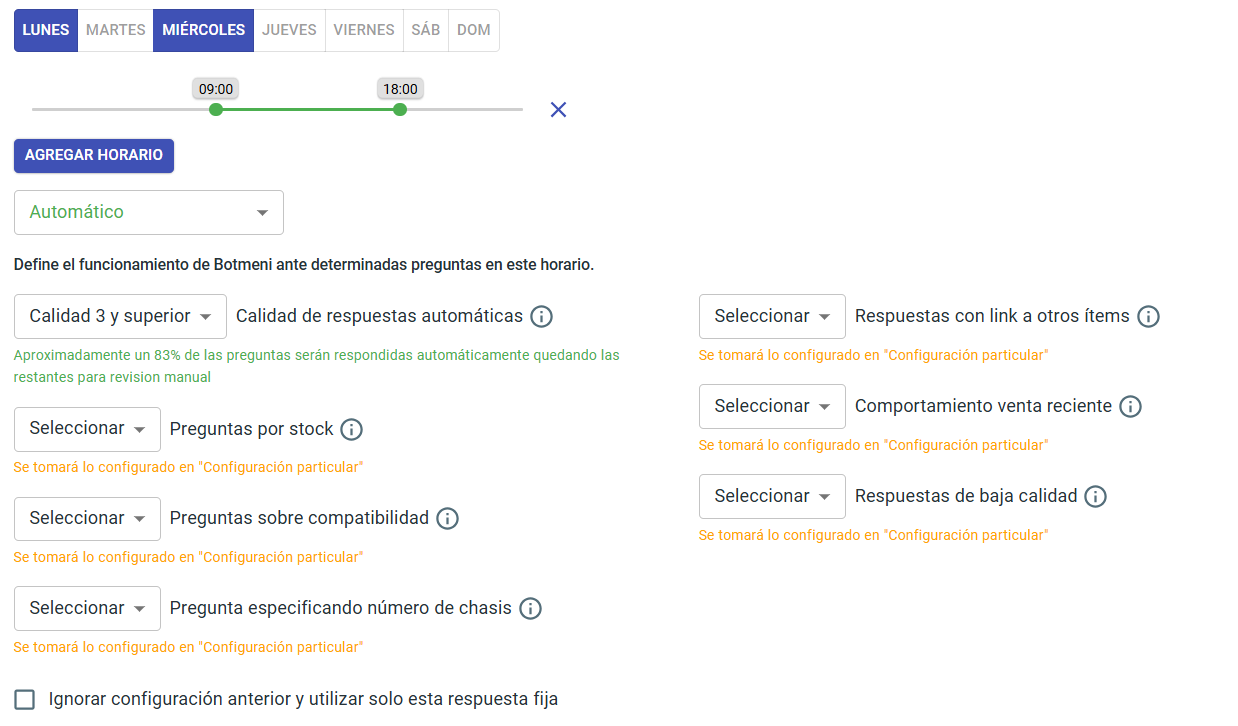 LUNES MARTES MIÉRCOLES JUEVES VIERNES SÁB DOM
09:00 18:00
AGREGAR HORARIO
Automático
Define el funcionamiento de Botmeni ante determinadas preguntas en este horario.
Calidad 3 y superior Calidad de respuestas automáticas
Aproximadamente un 83% de las preguntas serán respondidas automáticamente quedando las
restantes para revision manual
Seleccionar Preguntas por stock
Se tomará lo configurado en "Configuración particular"
Seleccionar Preguntas sobre compatibilidad
Se tomará lo configurado en "Configuración particular"
Seleccionar Pregunta especificando número de chasis
Se tomará lo configurado en "Configuración particular"
Seleccionar Respuestas con link a otros ítems
Se tomará lo configurado en "Configuración particular"
Seleccionar Comportamiento venta reciente
Se tomará lo configurado en "Configuración particular"
Seleccionar Respuestas de baja calidad
Se tomará lo configurado en "Configuración particular"
Ignorar configuración anterior y utilizar solo esta respuesta fija